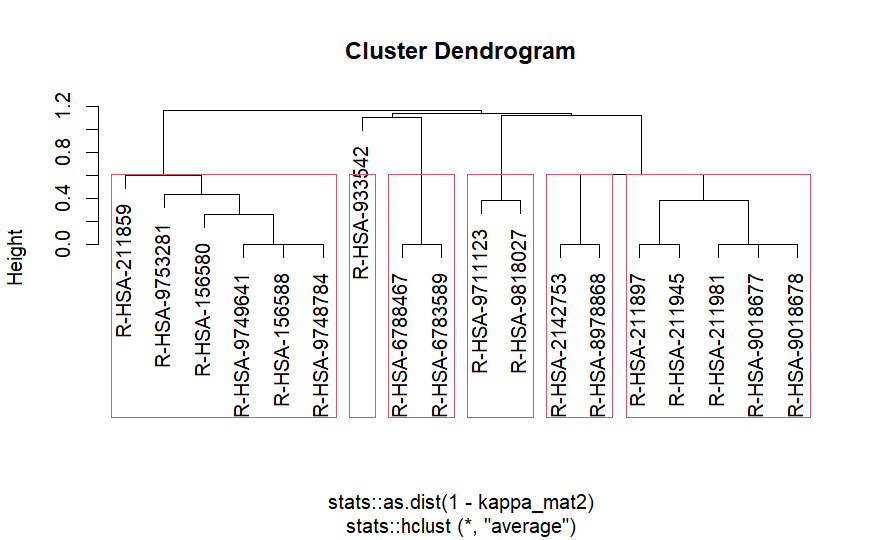 Cluster Dendrogram
Height
0.0
0.4
0.8
1.2
R-HSA-211859
R-HSA-9753281
R-HSA-156580
R-HSA-9749641
R-HSA-156588
R-HSA-9748784
R-HSA-933542
R-HSA-6788467
R-HSA-6783589
R-HSA-9711123
R-HSA-9818027
R-HSA-2142753
R-HSA-8978868
R-HSA-211897
R-HSA-211945
R-HSA-211981
R-HSA-9018677
R-HSA-9018678
stats::as.dist(1 - kappa_mat2)
stats::hclust (*, "average")